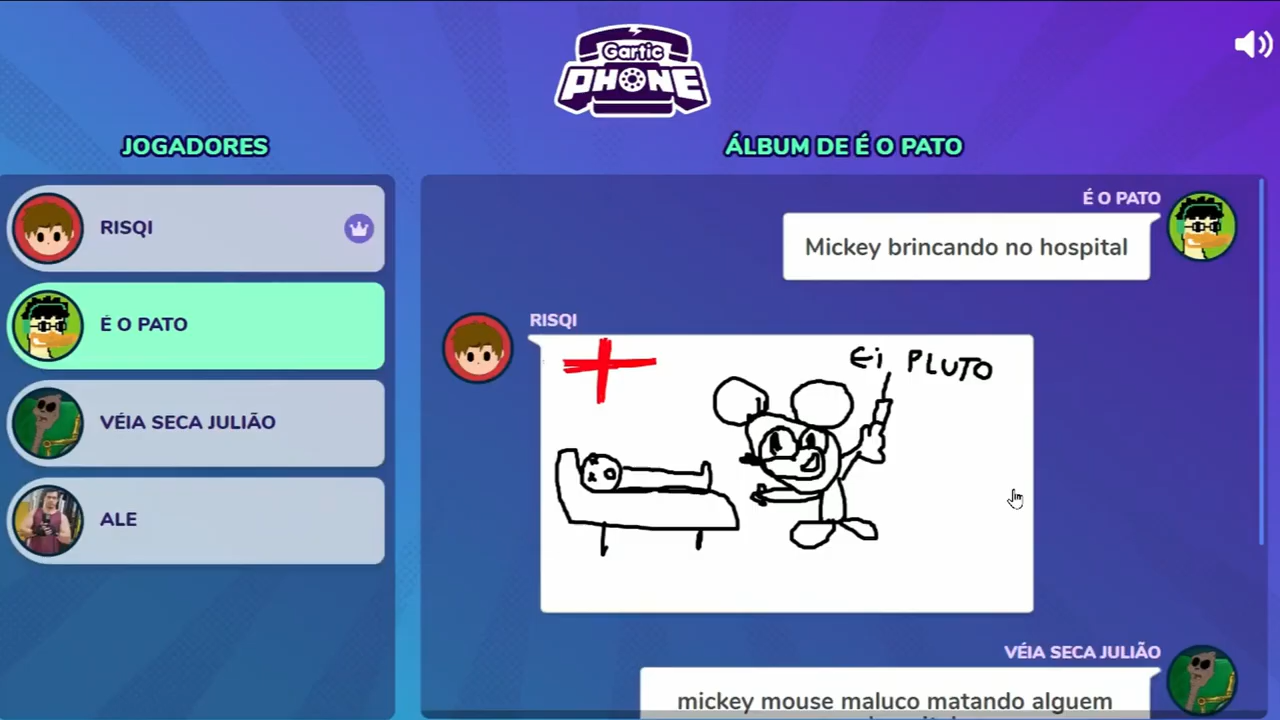 Gartic
PHONE
JOGADORES
ÁLBUM DE É O PATO
RISQI
É O PATO
VÉIA SECA JULIÃO
ALE
É O PATO
Mickey brincando no hospital
RISQI
Ei PLUTO
VÉIA SECA JULIÃO
mickey mouse maluco matando alguem